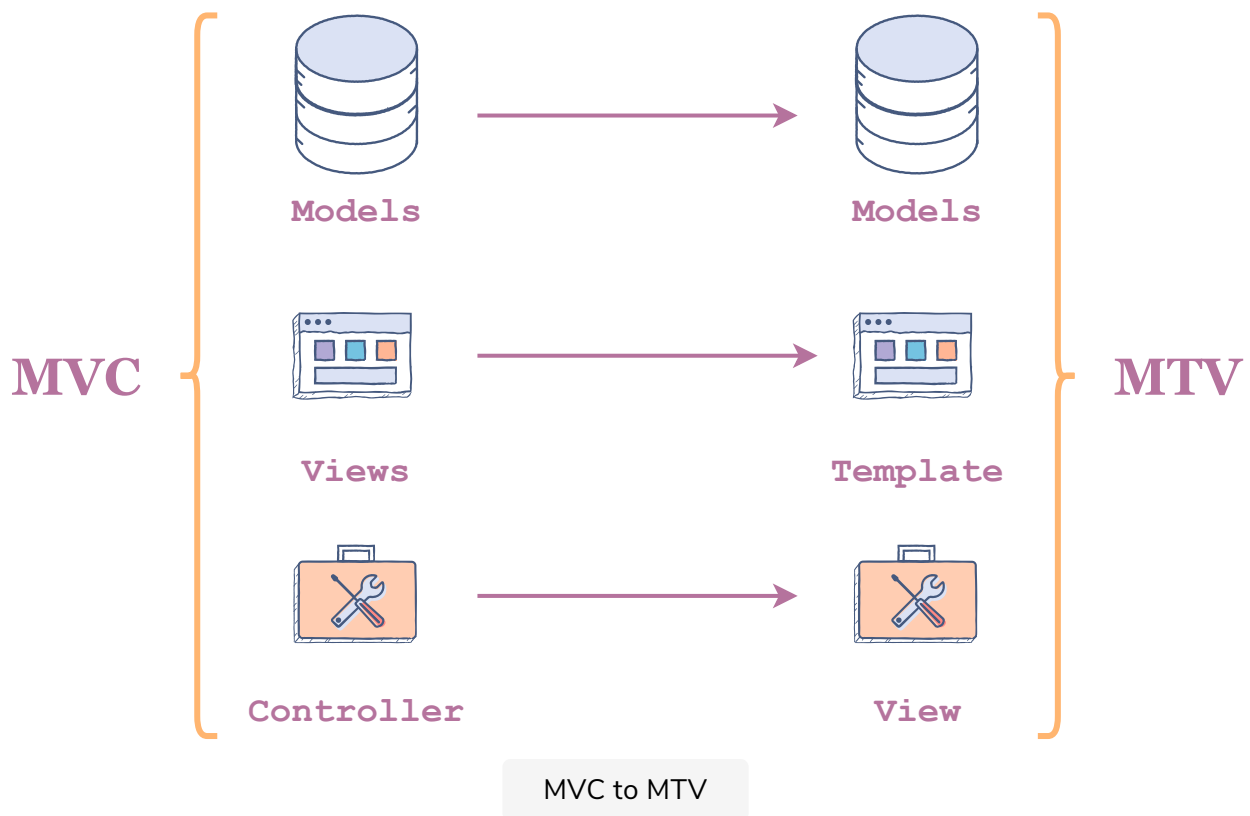 Models
Models
MVC
MTV
Views
Template
Controller
View
MVC to MTV